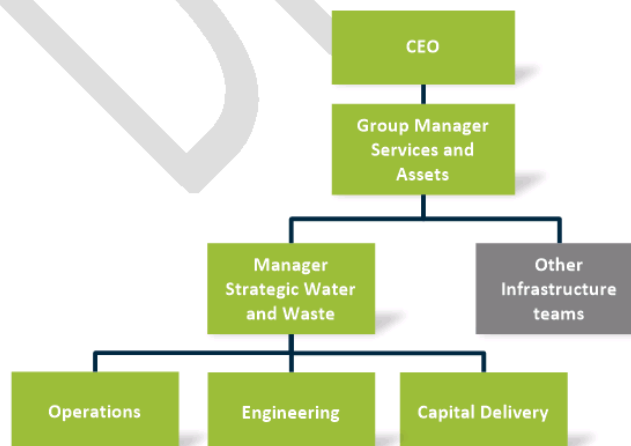 CEO
Group Manager
Services and
Assets
Manager
Strategic Water
and Waste
Other
Infrastructure
teams
Operations
Engineering
Capital Delivery